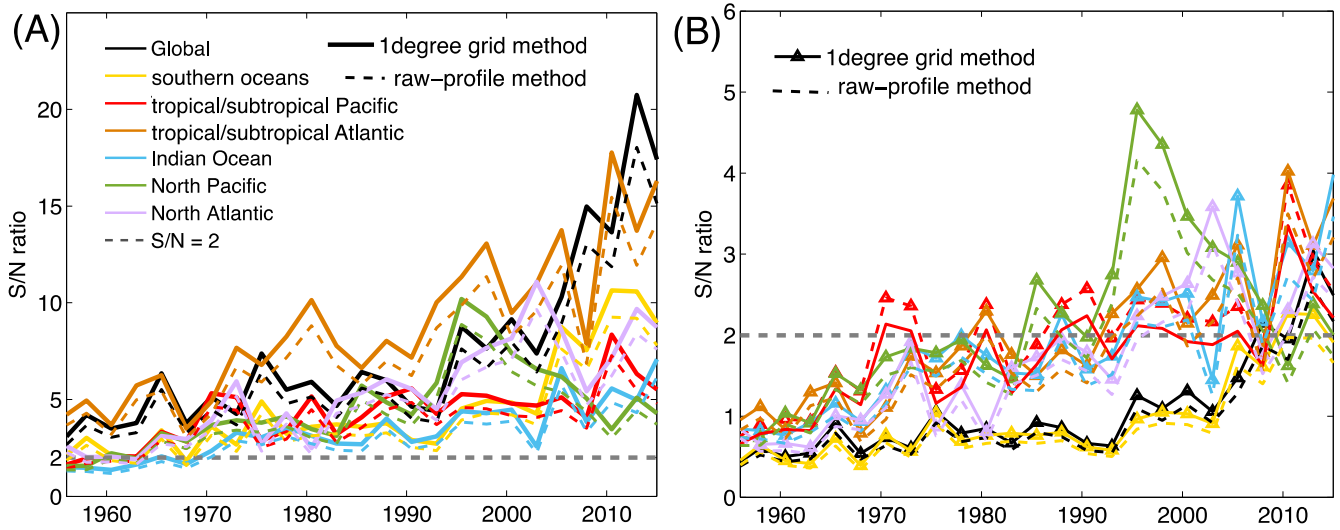 (A)
Global
southern oceans
tropical/subtropical Pacific
tropical/subtropical Atlantic
Indian Ocean
North Pacific
North Atlantic
S/N = 2
1degree grid method
raw-profile method
S/N ratio
20
15
10
5
2
0
1960 1970 1980 1990 2000 2010
(B)
1degree grid method
raw-profile method
S/N ratio
6
5
4
3
2
1
0
1960 1970 1980 1990 2000 2010